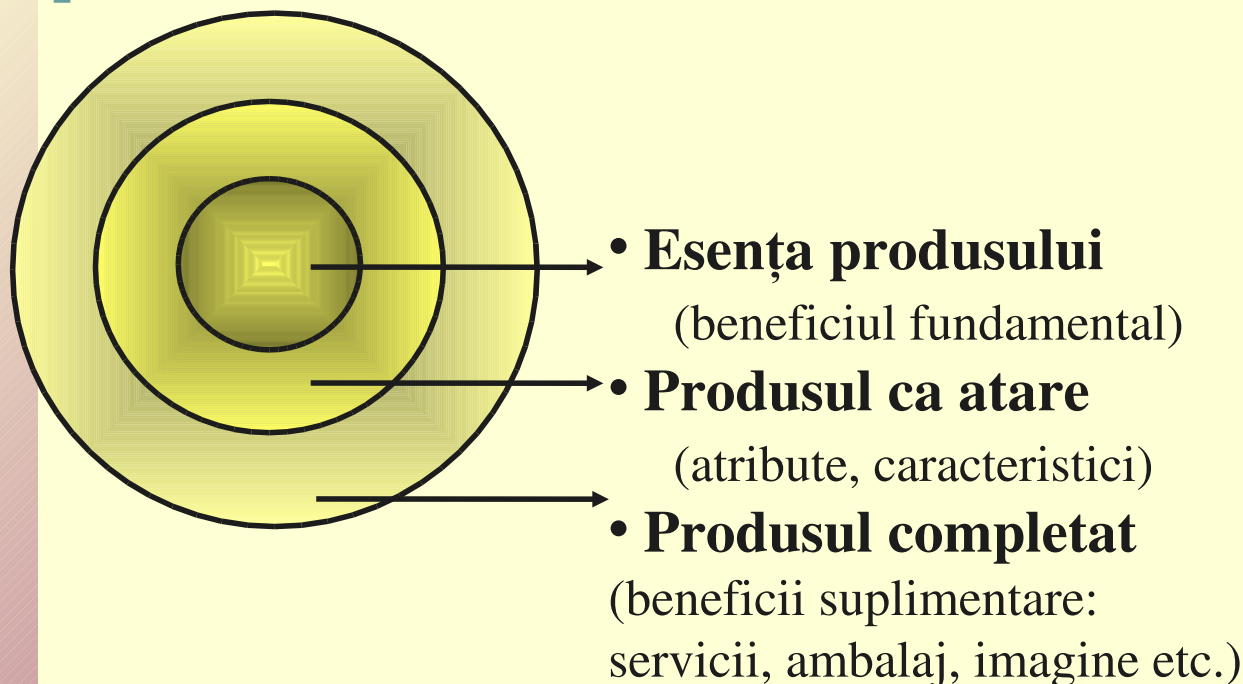 • Esența produsului
(beneficiul fundamental)
• Produsul ca atare
(atribute, caracteristici)
• Produsul completat
(beneficii suplimentare:
servicii, ambalaj, imagine etc.)